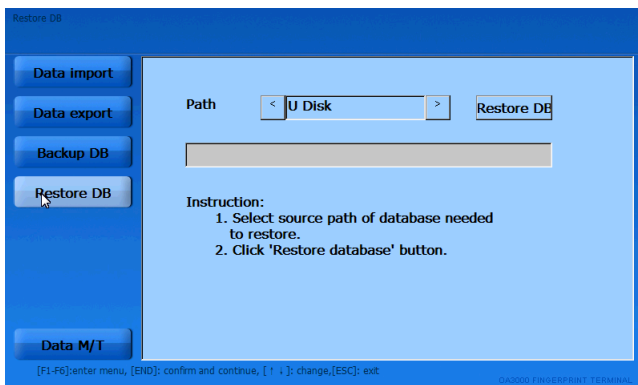 Restore DB
Data import
Data export
Backup DB
Restore DB
Data M/T
Path < U Disk > Restore DB
Instruction:
1. Select source path of database needed
to restore.
2. Click 'Restore database' button.
[F1-F6]:enter menu, [END]: confirm and continue, [ ↑ ↓ ]: change,[ESC]: exit
OA3000 FINGERPRINT TERMINAL